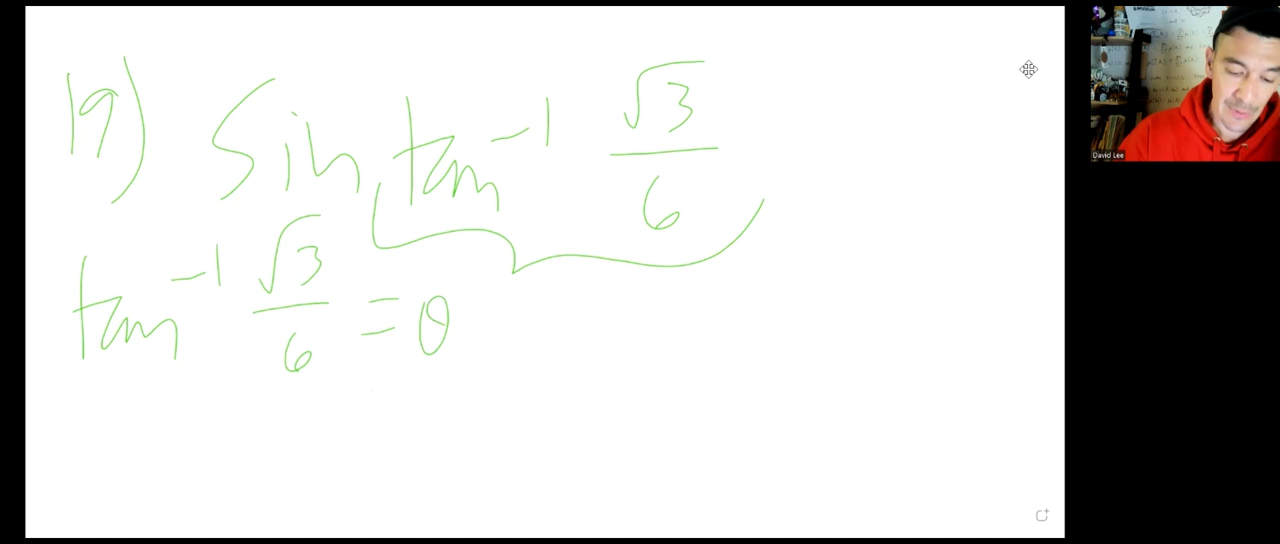 19) Sin tan⁻¹ √3/6
tan⁻¹ √3/6 = θ
David Lee